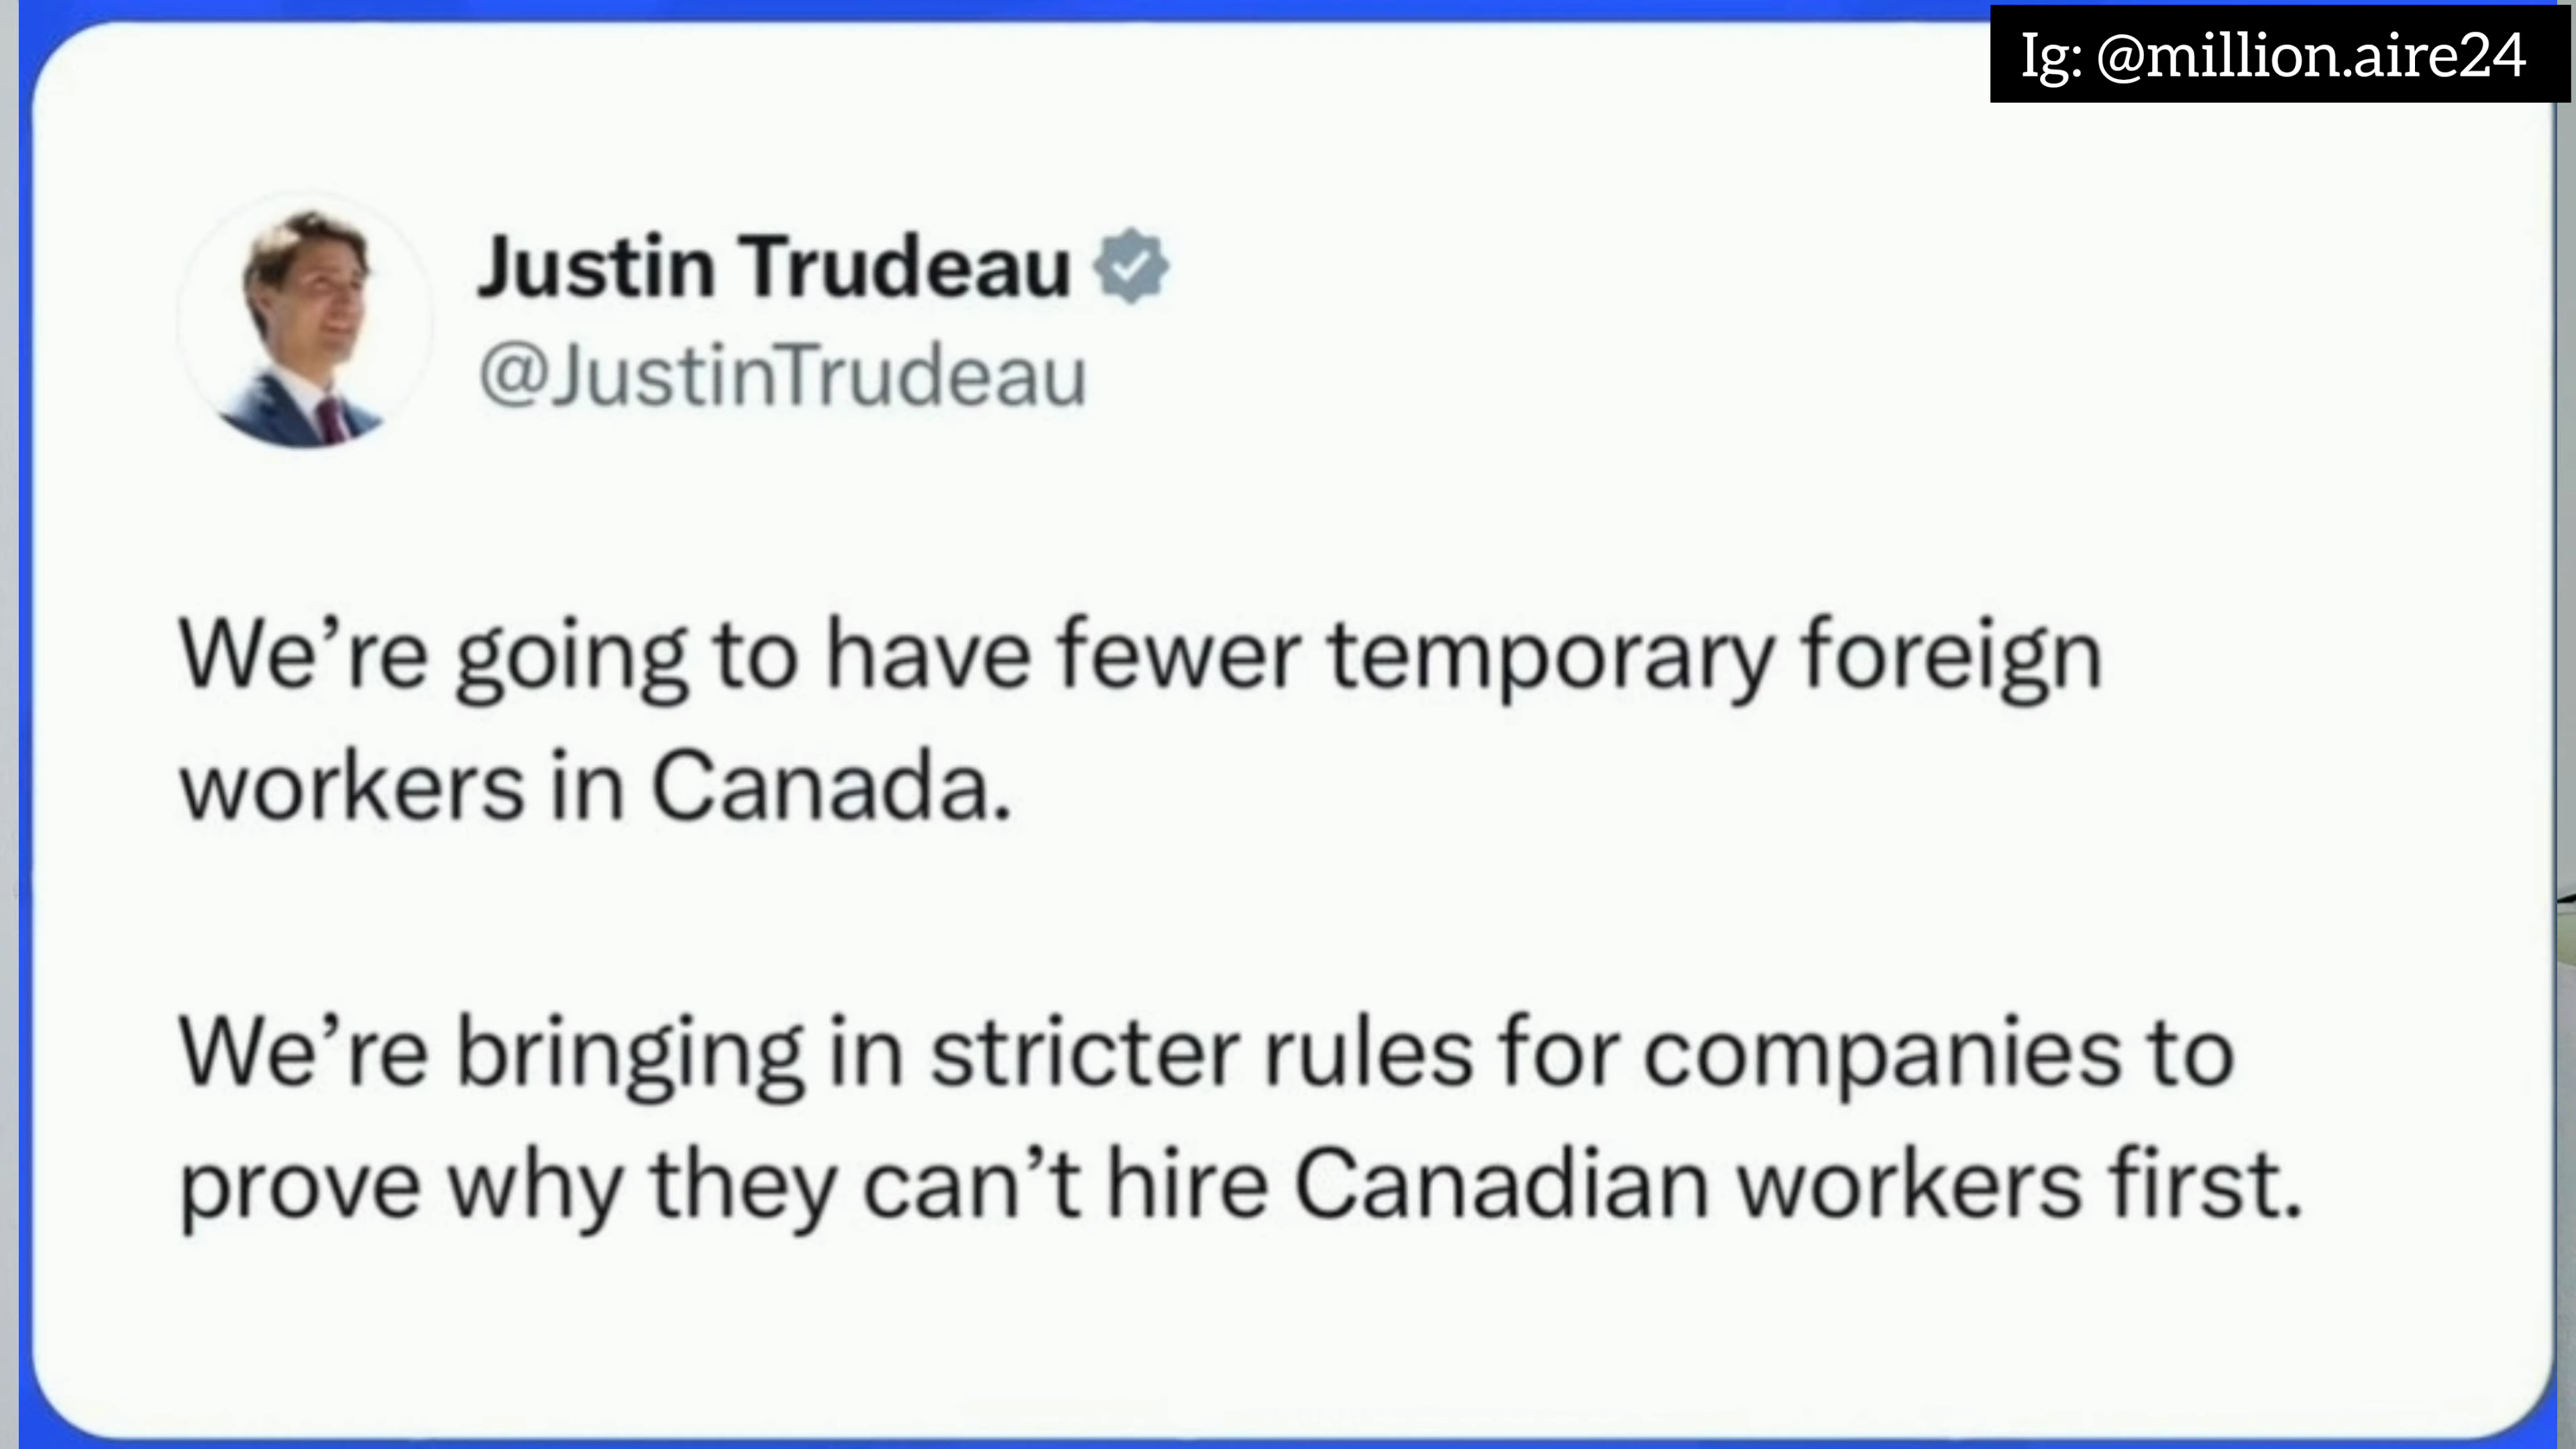 Ig: @million.aire24
Justin Trudeau
@JustinTrudeau
We’re going to have fewer temporary foreign
workers in Canada.
We’re bringing in stricter rules for companies to
prove why they can’t hire Canadian workers first.